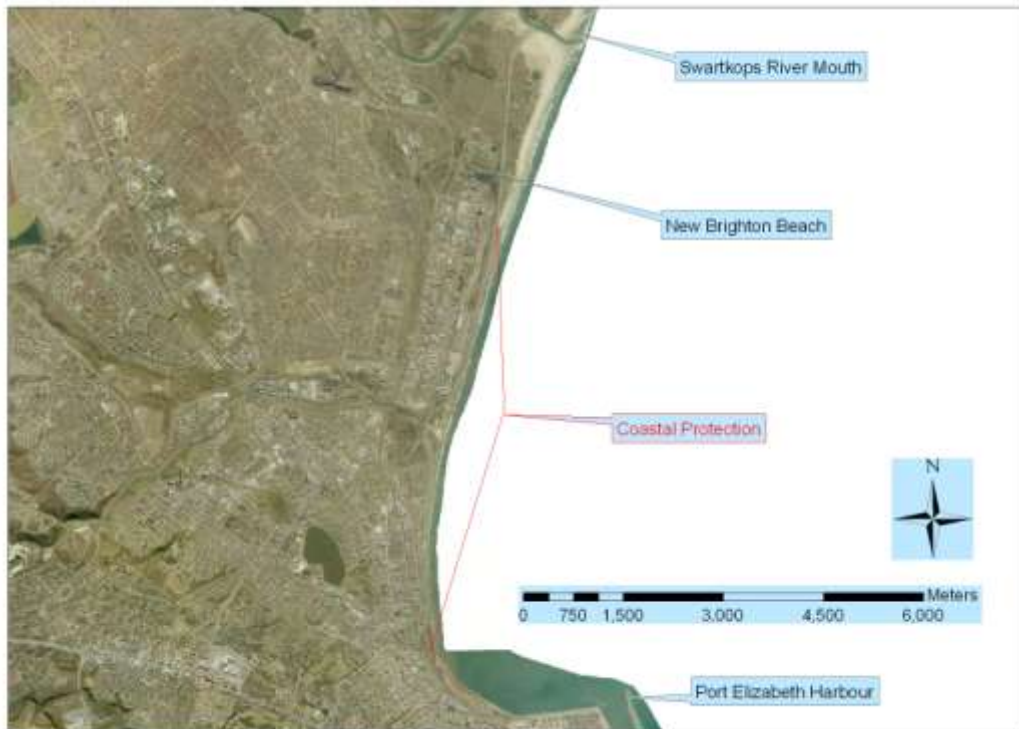 Swartkops River Mouth
New Brighton Beach
Coastal Protection
N
Meters
0 750 1,500 3,000 4,500 6,000
Port Elizabeth Harbour